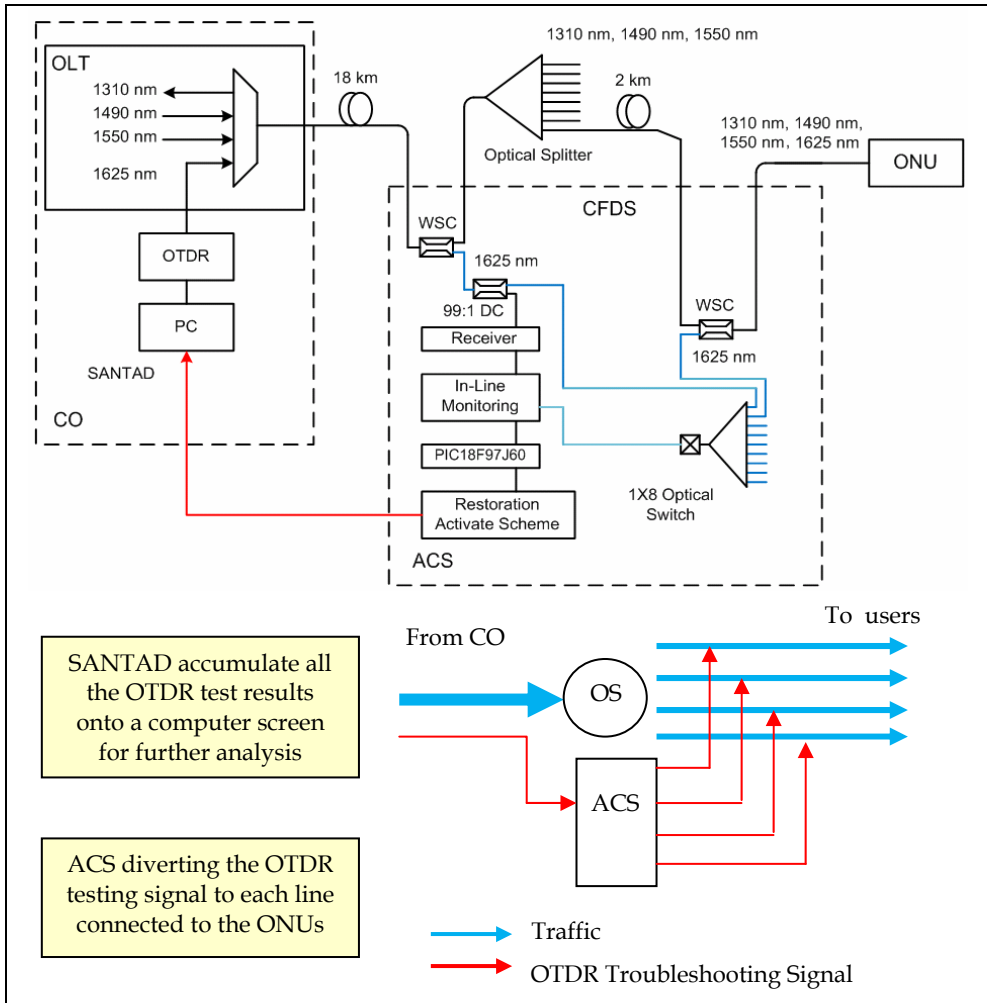 OLT
1310 nm
1490 nm
1550 nm
1625 nm
OTDR
PC
SANTAD
CO
18 km
1310 nm, 1490 nm, 1550 nm
Optical Splitter
2 km
1310 nm, 1490 nm,
1550 nm, 1625 nm
ONU
CFDS
WSC
1625 nm
99:1 DC
Receiver
In-Line
Monitoring
PIC18F97J60
Restoration
Activate Scheme
ACS
WSC
1625 nm
1X8 Optical
Switch
SANTAD accumulate all
the OTDR test results
onto a computer screen
for further analysis
ACS diverting the OTDR
testing signal to each line
connected to the ONUs
From CO
To users
OS
ACS
Traffic
OTDR Troubleshooting Signal